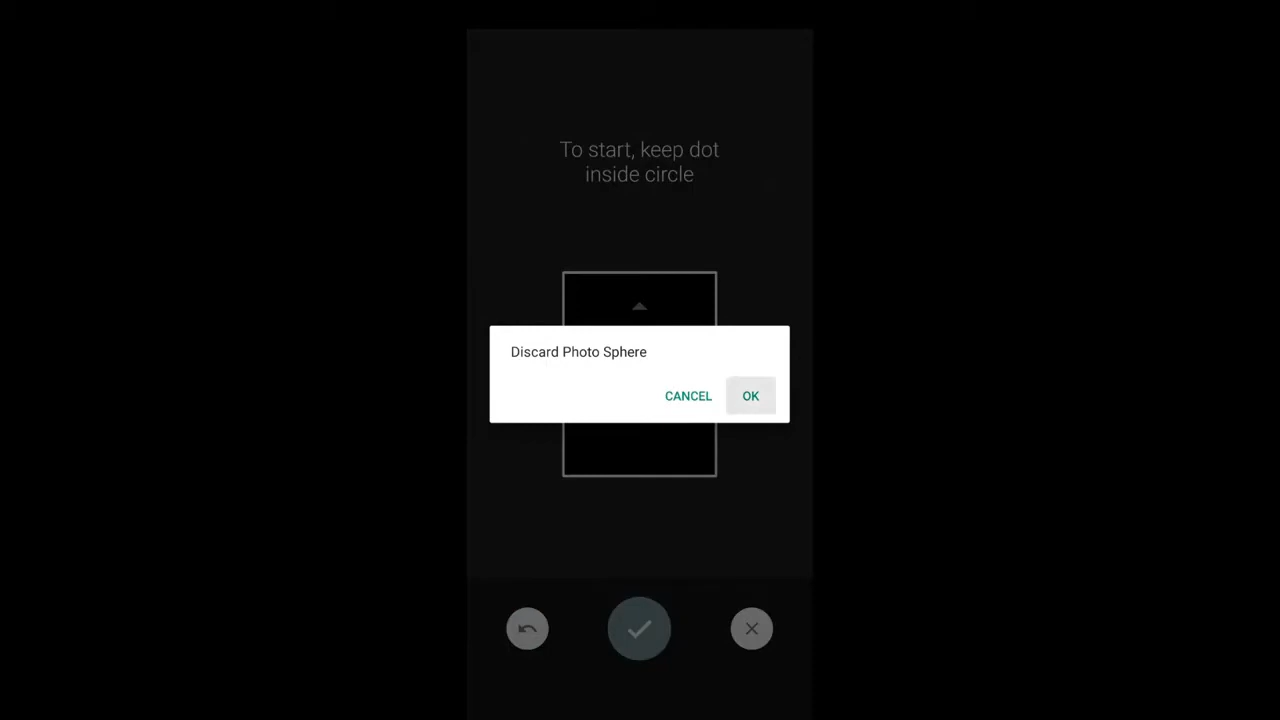 To start, keep dot
inside circle
Discard Photo Sphere
CANCEL OK